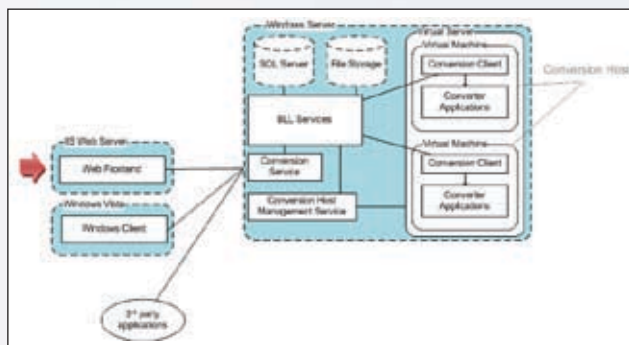 Windows Server
Virtual Server
Virtual Machine
SQL Server
File Storage
Conversion Client
Conversion Host
Converter
Applications
BLL Services
IIS Web Server
Virtual Machine
Web Frontend
Conversion
Service
Conversion Client
Windows Vista
Conversion Host
Management Service
Converter
Applications
Windows Client
3rd party
applications